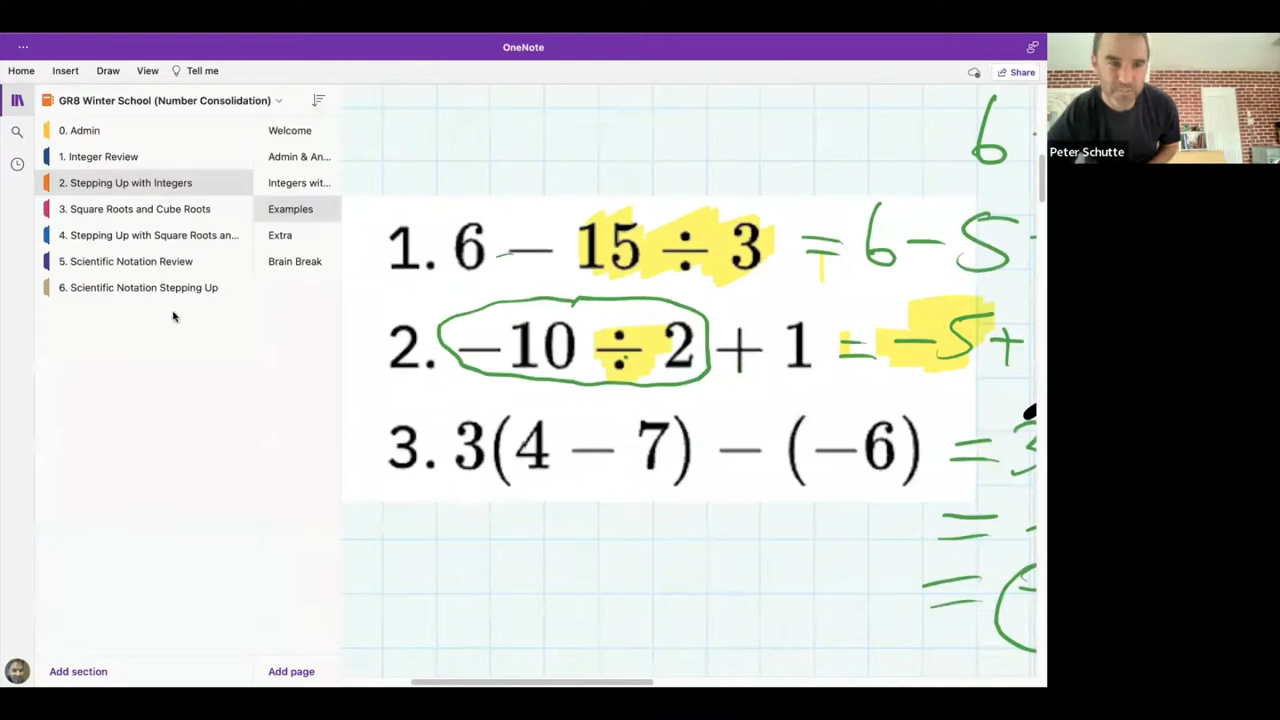 OneNote
Home Insert Draw View Tell me Share
GR8 Winter School (Number Consolidation)
0. Admin
1. Integer Review
2. Stepping Up with Integers
3. Square Roots and Cube Roots
4. Stepping Up with Square Roots an...
5. Scientific Notation Review
6. Scientific Notation Stepping Up
Add section
Welcome
Admin & An...
Integers wit...
Examples
Extra
Brain Break
Add page
6
1. 6 − 15 ÷ 3 = 6 − 5
2. −10 ÷ 2 + 1 = −5 +
3. 3(4 − 7) − (−6) = 3
=
=
Peter Schutte